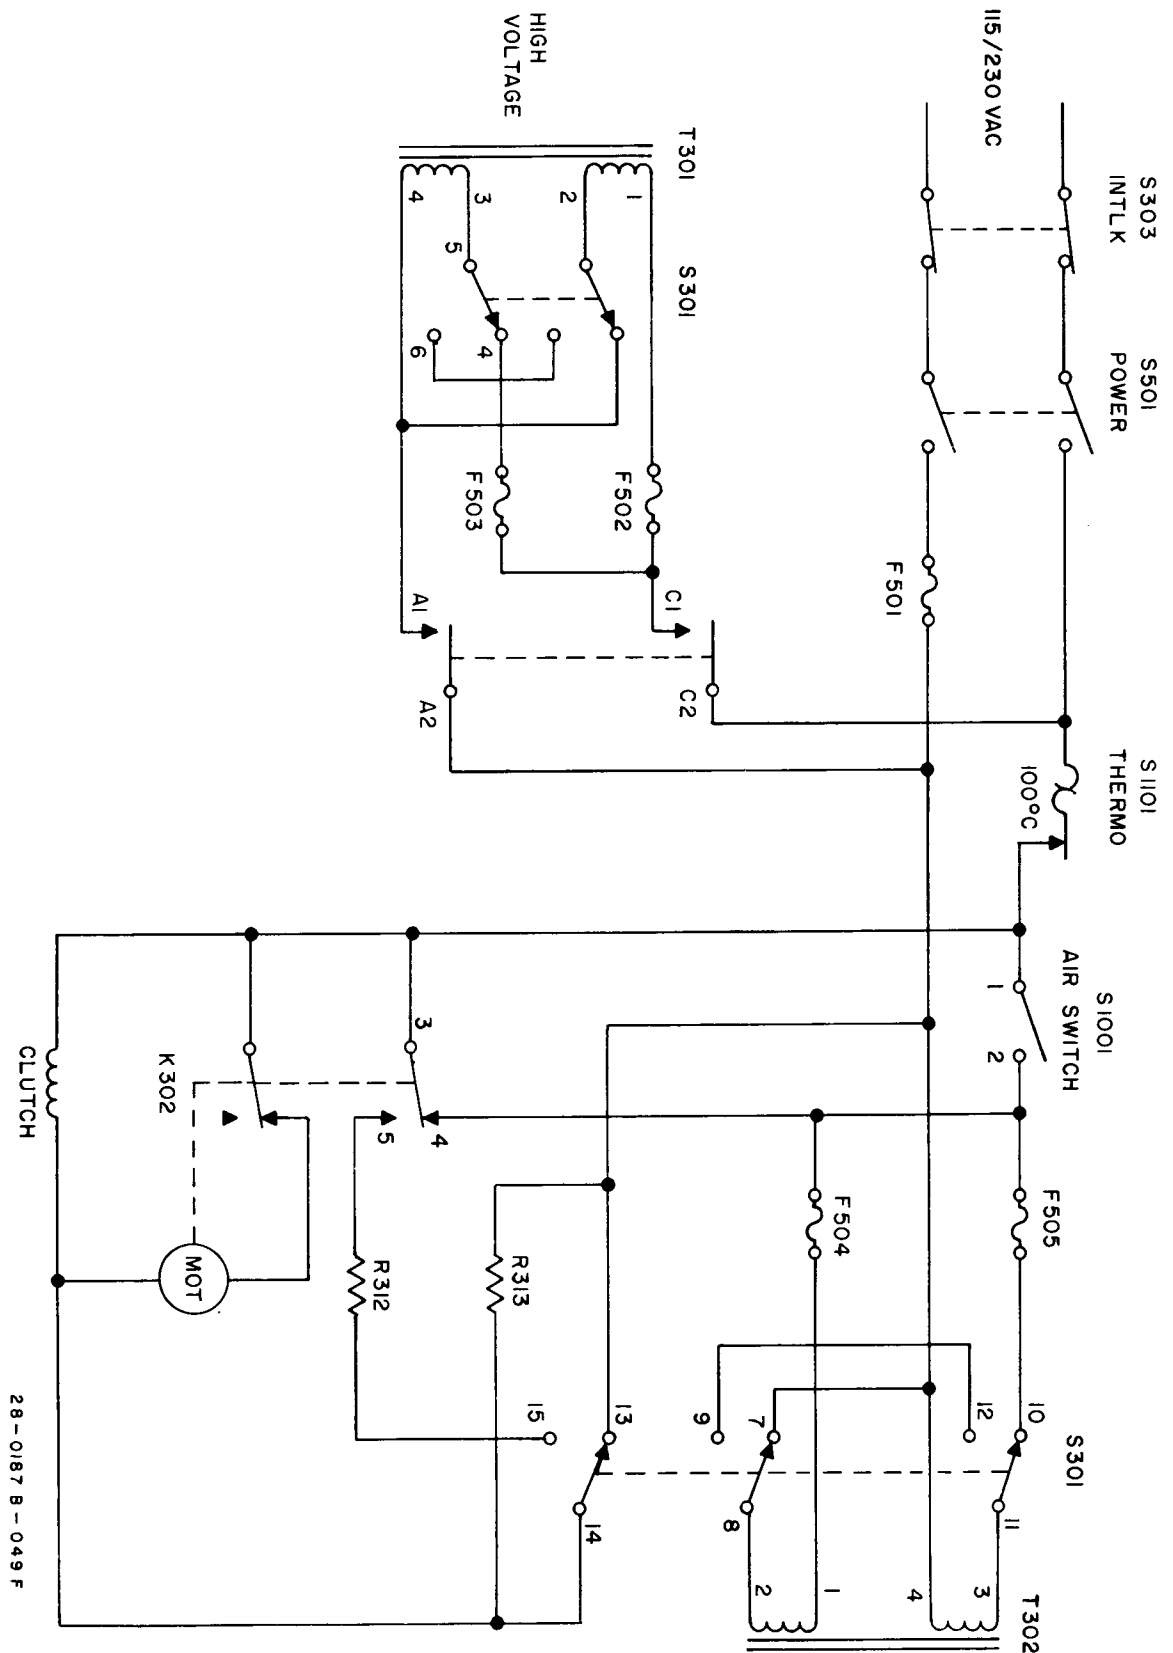 115/230 VAC
S303
INTLK
S501
POWER
S1101
THERMO
100°C
S1001
AIR SWITCH
1
2
F505
10
11
12
S301
3
4
T302
F501
F504
7
8
9
1
2
HIGH
VOLTAGE
T301
1
2
3
4
S301
5
4
6
F502
F503
C1
C2
A1
A2
3
4
5
13
14
15
R313
R312
K302
MOT
CLUTCH
28-0187B-049F